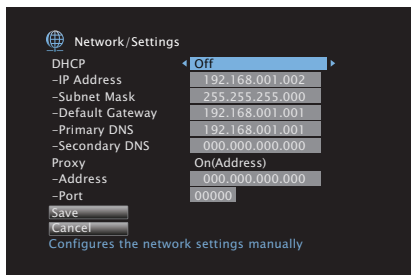 Network/Settings
DHCP Off
–IP Address 192.168.001.002
–Subnet Mask 255.255.255.000
–Default Gateway 192.168.001.001
–Primary DNS 192.168.001.001
–Secondary DNS 000.000.000.000
Proxy On(Address)
–Address 000.000.000.000
–Port 00000
Save
Cancel
Configures the network settings manually